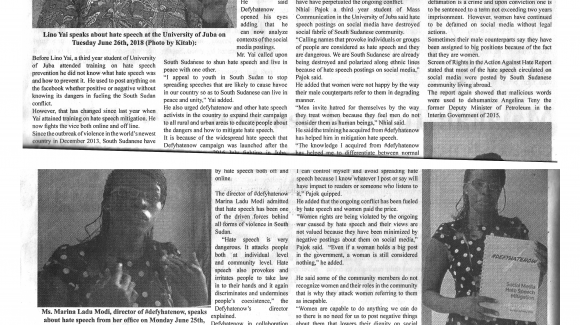 Lino Yai speaks about hate speech at the University of Juba on
Tuesday June 26th, 2018 (Photo by Kitab):
Before Lino Yai, a third year student of University
of Juba attended training on hate speech
prevention he did not know what hate speech was
and how to prevent it. He used to post anything on
the facebook whether positive or negative without
knowing its dangers in fueling the South Sudan
conflict.
However, that has since changed since last year when
Yai attained training on hate speech mitigation. He
now fights the vice both online and off line.
Since the outbreak of violence in the world's newest
country in December 2013, South Sudanese have
He said
Defyhatenow
opened his eyes
adding that he
can now analyze
contexts of the social
media postings.
Mr. Yai called upon
South Sudanese to shun hate speech and live in
peace with one other.
"I appeal to youth in South Sudan to stop
spreading speeches that are likely to cause havoc
in our country so as to South Sudanese can live in
peace and unity," Yai added.
He also urged defyhatenow and other hate speech
activists in the country to expand their campaign
to all rural and urban areas to educate people about
the dangers and how to mitigate hate speech.
It is because of the widespread hate speech that
Defyhatenow campaign was launched after the
have perpetuated the ongoing conflict.
Nhial Pajok a third year student of Mass
Communication in the University of Juba said hate
speech postings on social media have destroyed
social fabric of South Sudanese community.
"Calling names that provoke individuals or groups
of people are considered as hate speech and they
are dangerous. We are South Sudanese are already
being destroyed and polarized along ethnic lines
because of hate speech postings on social media,"
Pajok said.
He added that women were not happy by the way
their male counterparts refer to them in degrading
manner.
"Men invite hatred for themselves by the way
they treat women because they feel men do not
consider them as human beings," Nhial said.
He said the training he acquired from #defyhatenow
has helped him in mitigation hate speech.
"The knowledge I acquired from #defyhatenow
has helped me to differentiate between normal
defamation is a crime and upon conviction one is
to be sentenced to a term not exceeding two years
imprisonment. However, women have continued
to be defamed on social media without legal
actions.
Sometimes their male counterparts say they have
been assigned to big positions because of the fact
that they are women.
Screen of Rights in the Action Against Hate Report
stated that most of the hate speech circulated on
social media were posted by South Sudanese
community living abroad.
The report again showed that malicious words
were used to dehumanize Angelina Tony the
former Deputy Minister of Petroleum in the
Interim Government of 2015.
Ms. Marina Ladu Modi, director of #defyhatenow, speaks
about hate speech from her office on Monday June 25th,
by hate speech both off and
online.
The director of #defyhatenow
Marina Ladu Modi admitted
that hate speech has been one
of the driven forces behind
all forms of violence in South
Sudan.
"Hate speech is very
dangerous. It attacks people
both at individual level
and community level. Hate
speech also provokes and
irritates people to take law
in to their hands and it again
discriminates and undermines
people's coexistence," the
Defyhatenow's director
explained.
Defyhatenow in collaboration
I can control myself and avoid spreading hate
speech because I know whatever I post or say will
have impact to readers or someone who listens to
it," Pajok quipped.
He added that the ongoing conflict has been fueled
by hate speech and women paid the price.
"Women rights are being violated by the ongoing
war caused by hate speech and their views are
not valued because they have been minimized by
negative postings about them on social media,"
Pajok said. "Even if a woman holds a big post
in the government, a woman is still considered
nothing," he added.
He said some of the community members do not
recognize women and their roles in the community
that is why they attack women referring to them
as incapable.
"Women are capable to do anything we can do
so there is no need for us to post negative things
about them that lowers their dignity so social
#DEFYHATENOW
Social Media
Hate Speech
Mitigation